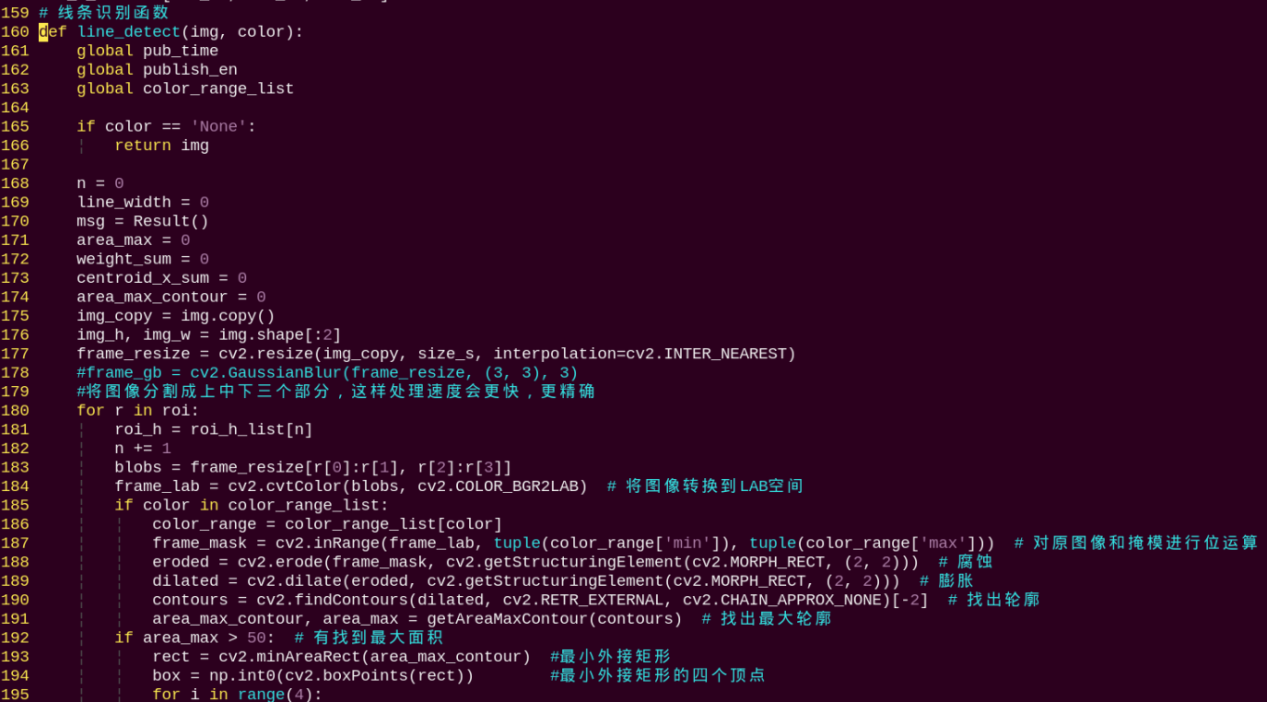 159 # 线条识别函数
160 def line_detect(img, color):
161     global pub_time
162     global publish_en
163     global color_range_list
164
165     if color == 'None':
166         return img
167
168     n = 0
169     line_width = 0
170     msg = Result()
171     area_max = 0
172     weight_sum = 0
173     centroid_x_sum = 0
174     area_max_contour = 0
175     img_copy = img.copy()
176     img_h, img_w = img.shape[:2]
177     frame_resize = cv2.resize(img_copy, size_s, interpolation=cv2.INTER_NEAREST)
178     #frame_gb = cv2.GaussianBlur(frame_resize, (3, 3), 3)
179     #将图像分割成上中下三个部分，这样处理速度会更快，更精确
180     for r in roi:
181         roi_h = roi_h_list[n]
182         n += 1
183         blobs = frame_resize[r[0]:r[1], r[2]:r[3]]
184         frame_lab = cv2.cvtColor(blobs, cv2.COLOR_BGR2LAB)  # 将图像转换到LAB空间
185         if color in color_range_list:
186             color_range = color_range_list[color]
187             frame_mask = cv2.inRange(frame_lab, tuple(color_range['min']), tuple(color_range['max']))  # 对原图像和掩模进行位运算
188             eroded = cv2.erode(frame_mask, cv2.getStructuringElement(cv2.MORPH_RECT, (2, 2)))  # 腐蚀
189             dilated = cv2.dilate(eroded, cv2.getStructuringElement(cv2.MORPH_RECT, (2, 2)))  # 膨胀
190             contours = cv2.findContours(dilated, cv2.RETR_EXTERNAL, cv2.CHAIN_APPROX_NONE)[-2]  # 找出轮廓
191             area_max_contour, area_max = getAreaMaxContour(contours)  # 找出最大轮廓
192         if area_max > 50:  # 有找到最大面积
193             rect = cv2.minAreaRect(area_max_contour)  #最小外接矩形
194             box = np.int0(cv2.boxPoints(rect))        #最小外接矩形的四个顶点
195             for i in range(4):